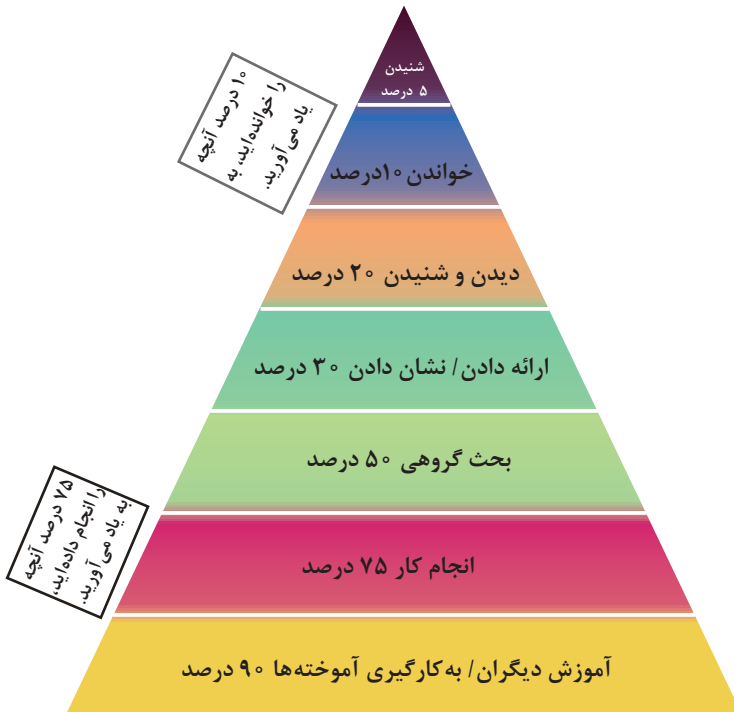 شنیدن
۵ درصد
۱۰ درصد آنچه
را خوانده‌اید، به
یاد می‌آورید.
خواندن ۱۰درصد
دیدن و شنیدن ۲۰ درصد
ارائه دادن/ نشان دادن ۳۰ درصد
بحث گروهی ۵۰ درصد
۷۵ درصد آنچه
را انجام داده‌اید،
به یاد می‌آورید.
انجام کار ۷۵ درصد
آموزش دیگران/ به‌کارگیری آموخته‌ها ۹۰ درصد